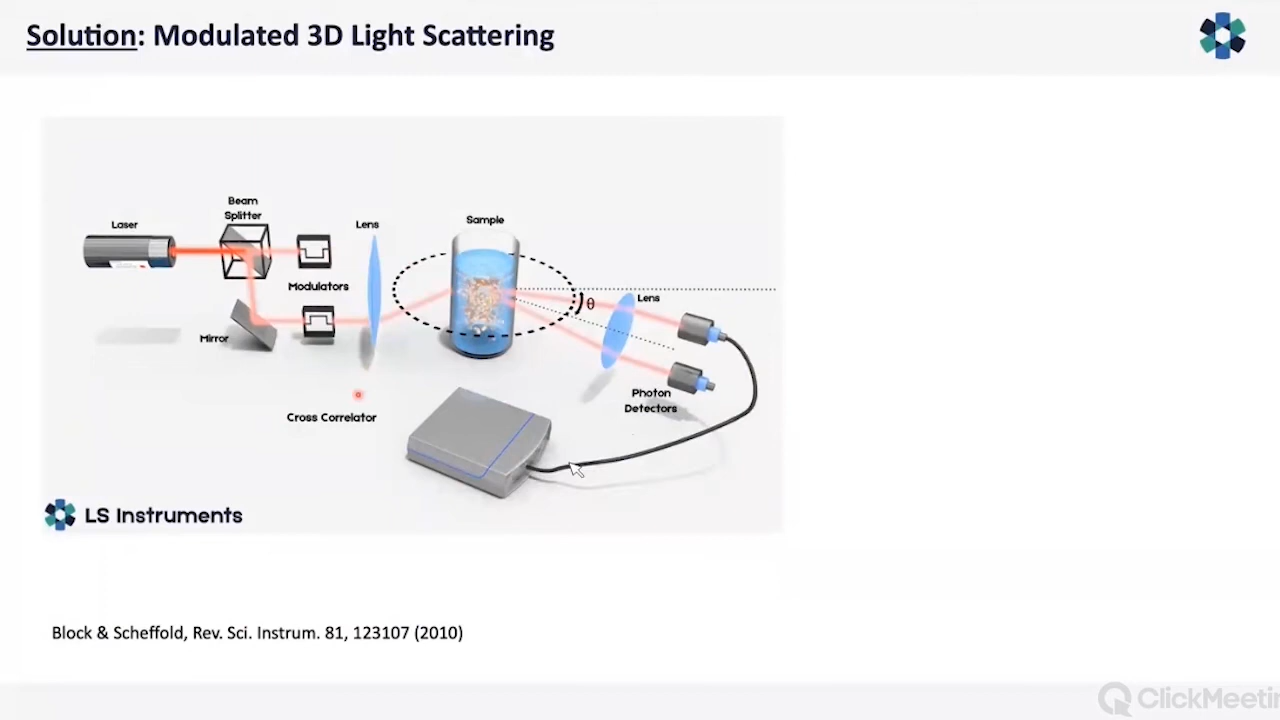 Solution: Modulated 3D Light Scattering
Beam
Splitter
Laser
Lens
Sample
Modulators
θ
Lens
Mirror
Photon
Detectors
Cross Correlator
LS Instruments
Block & Scheffold, Rev. Sci. Instrum. 81, 123107 (2010)
ClickMeetin